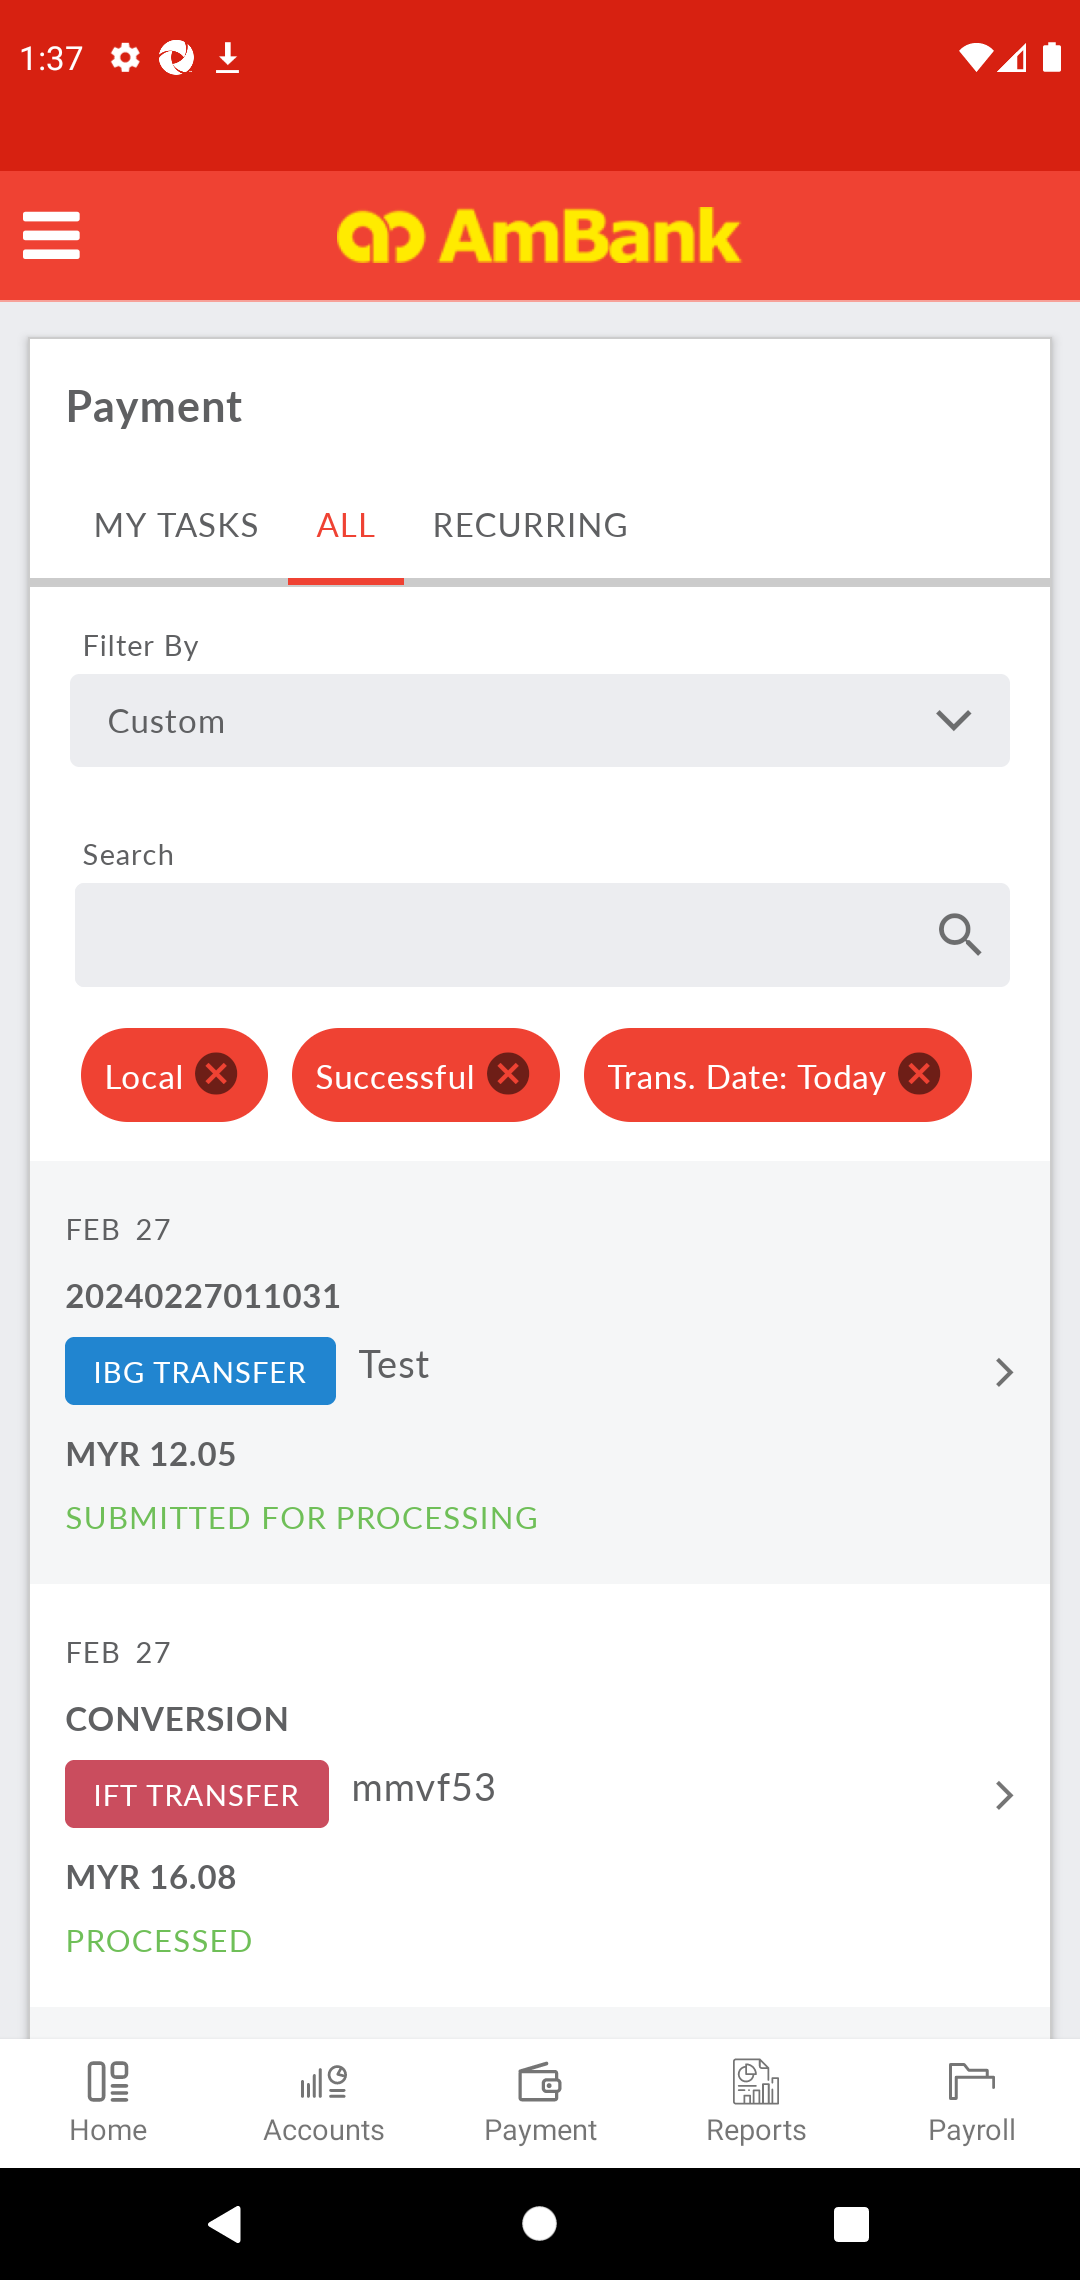 1:37
AmBank
Payment
MY TASKS ALL RECURRING
Filter By
Custom
Search
Local Successful Trans. Date: Today
FEB 27
20240227011031
IBG TRANSFER Test
MYR 12.05
SUBMITTED FOR PROCESSING
FEB 27
CONVERSION
IFT TRANSFER mmvf53
MYR 16.08
PROCESSED
Home Accounts Payment Reports Payroll